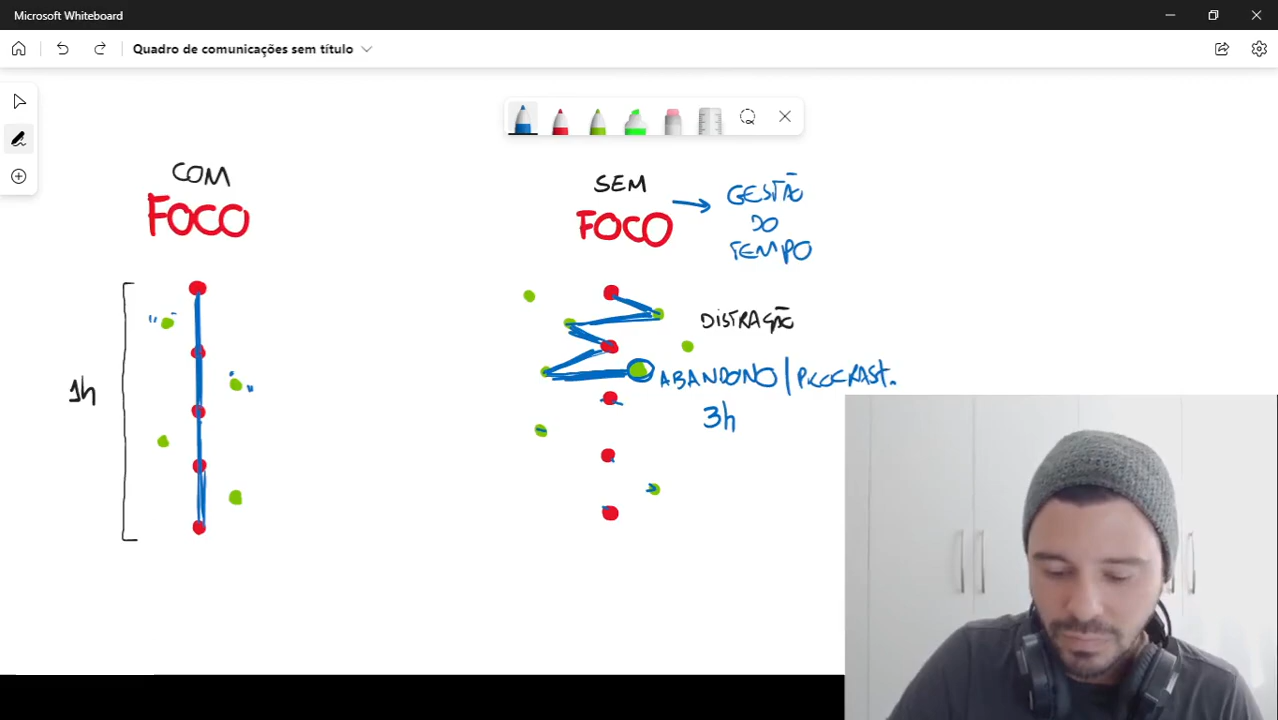 Microsoft Whiteboard
Quadro de comunicações sem título
COM
FOCO
1h
SEM
FOCO
GESTÃO
DO
TEMPO
DISTRAÇÃO
ABANDONO / PROCRAST.
3h